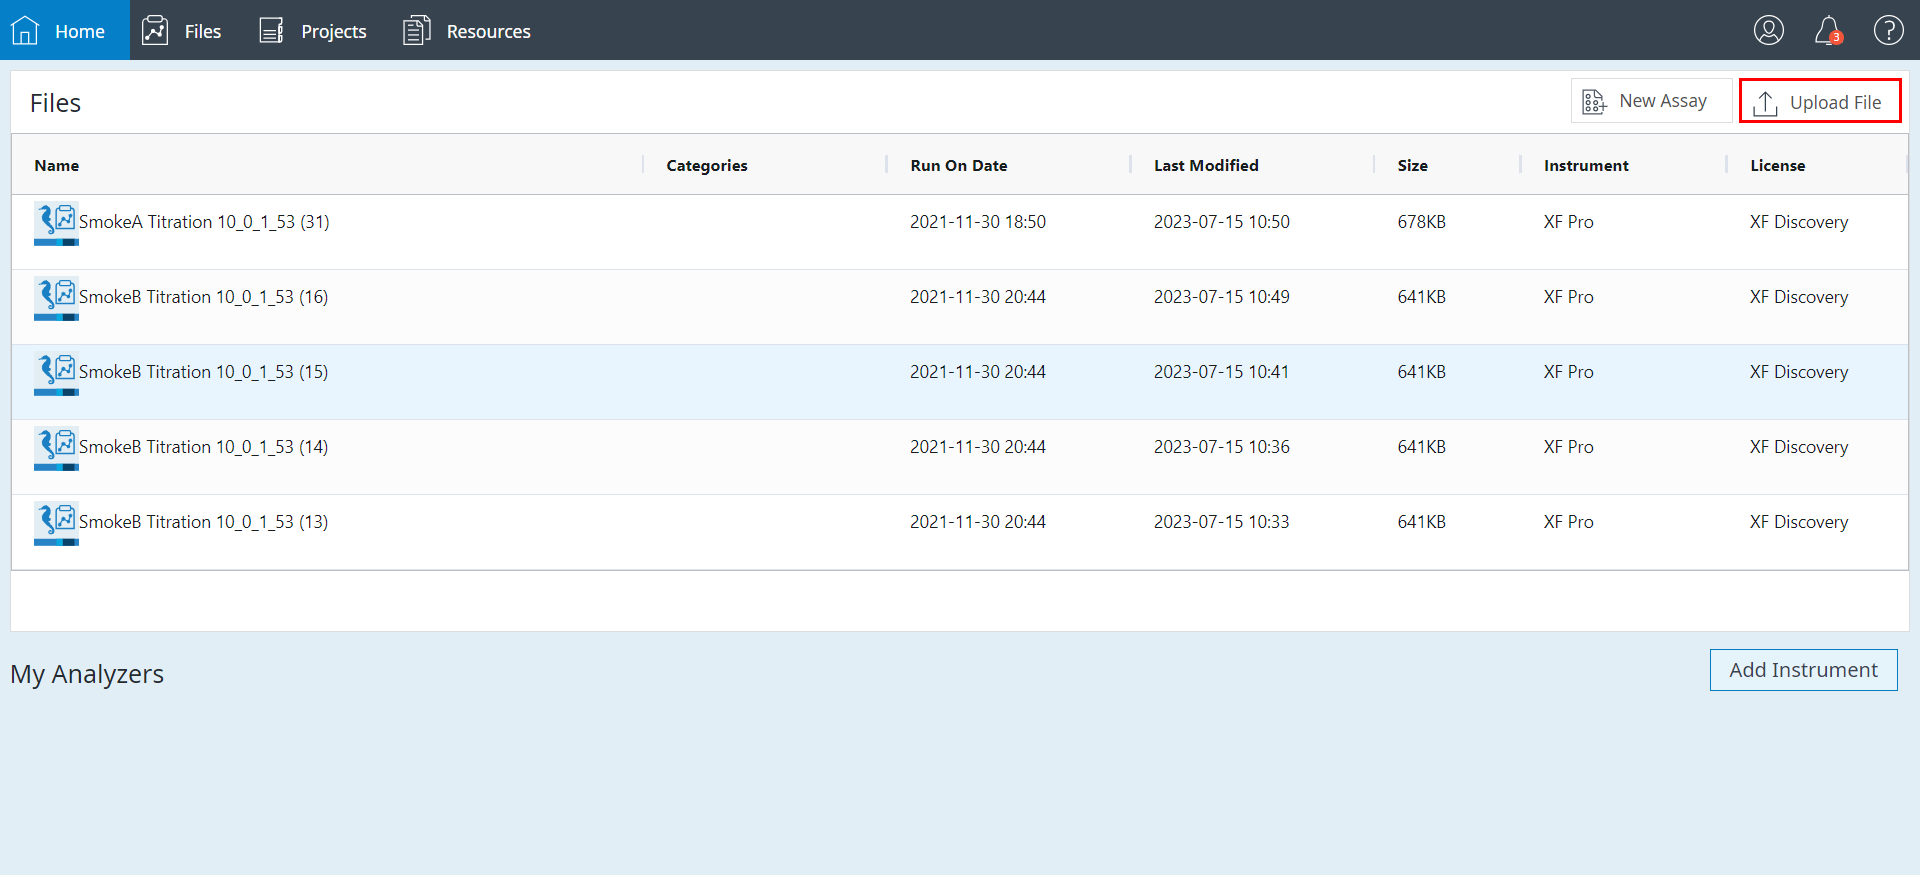 Home Files Projects Resources 3 ?
Files New Assay Upload File
Name Categories Run On Date Last Modified Size Instrument License
SmokeA Titration 10_0_1_53 (31) 2021-11-30 18:50 2023-07-15 10:50 678KB XF Pro XF Discovery
SmokeB Titration 10_0_1_53 (16) 2021-11-30 20:44 2023-07-15 10:49 641KB XF Pro XF Discovery
SmokeB Titration 10_0_1_53 (15) 2021-11-30 20:44 2023-07-15 10:41 641KB XF Pro XF Discovery
SmokeB Titration 10_0_1_53 (14) 2021-11-30 20:44 2023-07-15 10:36 641KB XF Pro XF Discovery
SmokeB Titration 10_0_1_53 (13) 2021-11-30 20:44 2023-07-15 10:33 641KB XF Pro XF Discovery
My Analyzers Add Instrument